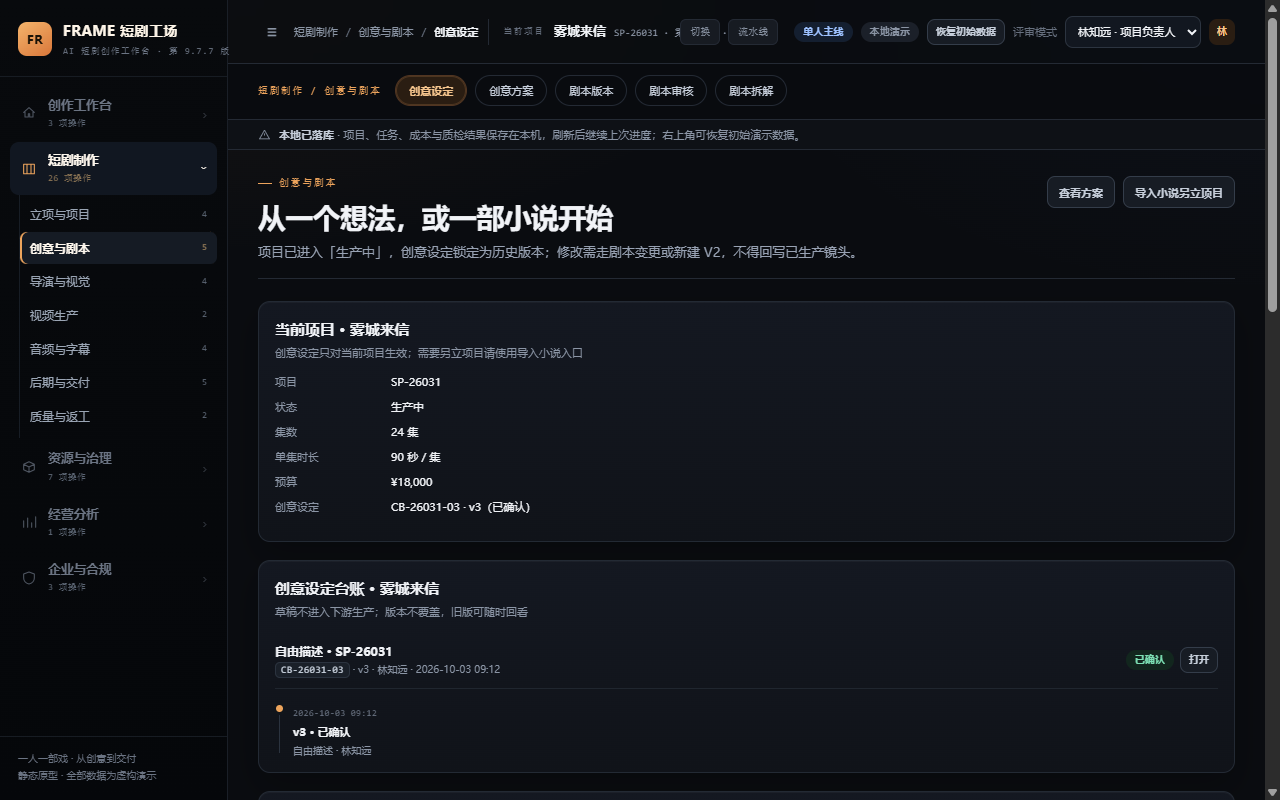 FR
FRAME 短剧工场
AI 短剧创作工作台 · 第 9.7.7 版
创作工作台
3 项操作
短剧制作
26 项操作
立项与项目 4
创意与剧本 5
导演与视觉 4
视频生产 2
音频与字幕 4
后期与交付 5
质量与返工 2
资源与治理
7 项操作
经营分析
1 项操作
企业与合规
3 项操作
一人一部戏 · 从创意到交付
静态原型 · 全部数据为虚构演示
短剧制作 / 创意与剧本 / 创意设定
当前项目 雾城来信 SP-26031 ·
切换
流水线
单人主线
本地演示
恢复初始数据
评审模式
林知远 · 项目负责人
林
短剧制作 / 创意与剧本
创意设定
创意方案
剧本版本
剧本审核
剧本拆解
本地已落库 · 项目、任务、成本与质检结果保存在本机，刷新后继续上次进度；右上角可恢复初始演示数据。
创意与剧本
从一个想法，或一部小说开始
项目已进入「生产中」，创意设定锁定为历史版本；修改需走剧本变更或新建 V2，不得回写已生产镜头。
查看方案
导入小说另立项目
当前项目 • 雾城来信
创意设定只对当前项目生效；需要另立项目请使用导入小说入口
项目 SP-26031
状态 生产中
集数 24 集
单集时长 90 秒 / 集
预算 ¥18,000
创意设定 CB-26031-03 · v3（已确认）
创意设定台账 • 雾城来信
草稿不进入下游生产；版本不覆盖，旧版可随时回看
自由描述 • SP-26031
CB-26031-03 · v3 · 林知远 · 2026-10-03 09:12
已确认
打开
2026-10-03 09:12
v3 • 已确认
自由描述 · 林知远